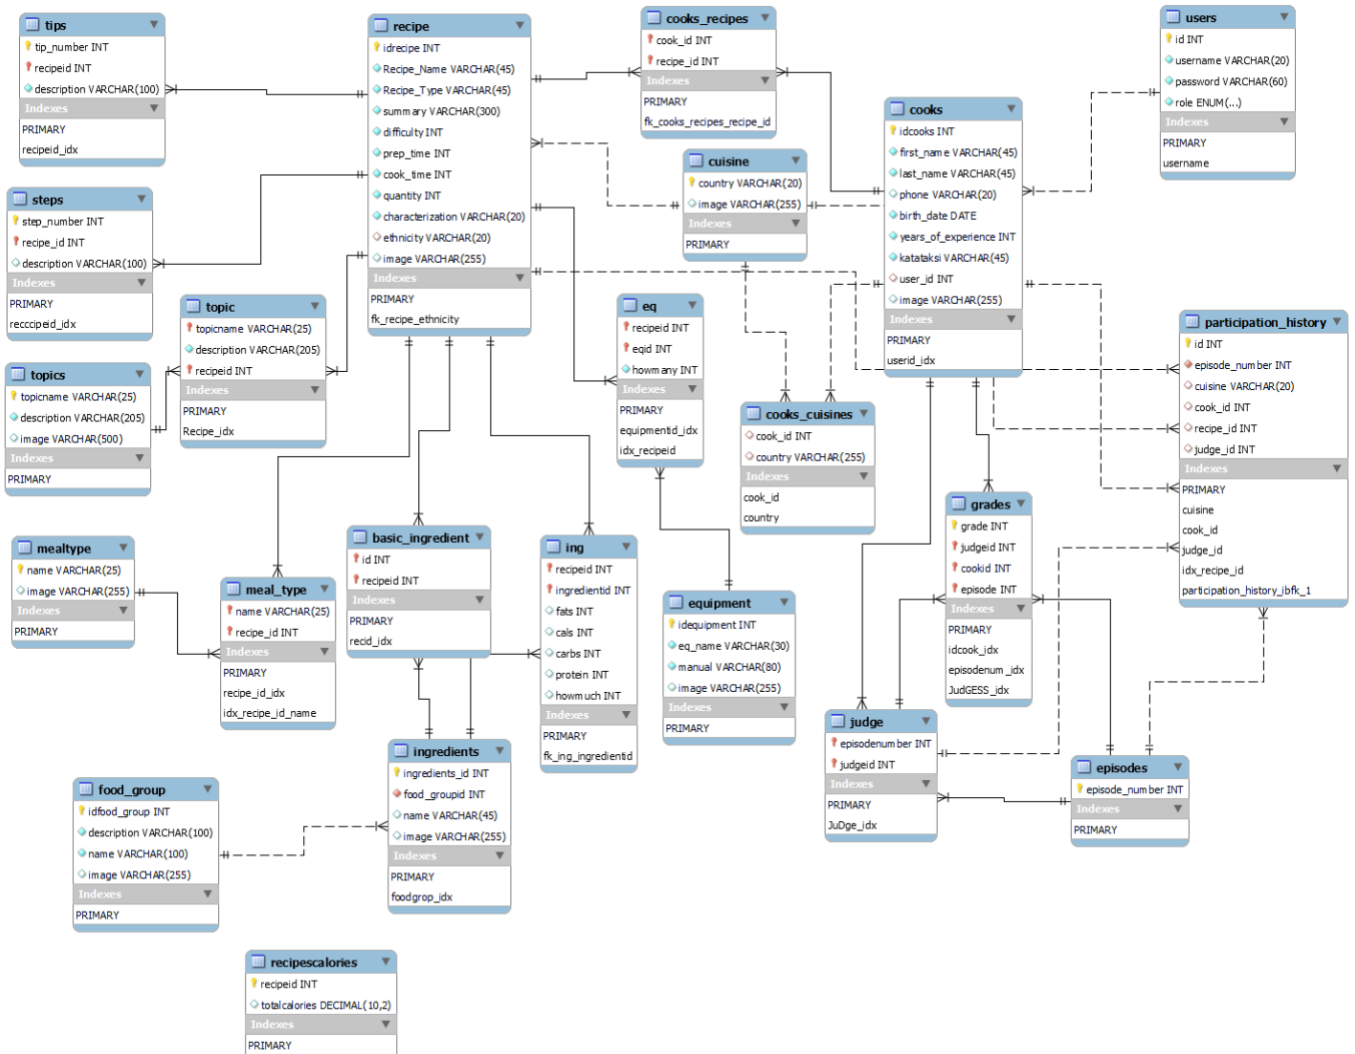 tips
tip_number INT
recipeid INT
description VARCHAR(100)
Indexes
PRIMARY
recipeid_idx
recipe
idrecipe INT
Recipe_Name VARCHAR(45)
Recipe_Type VARCHAR(45)
summary VARCHAR(300)
difficulty INT
prep_time INT
cook_time INT
quantity INT
characterization VARCHAR(20)
ethnicity VARCHAR(20)
image VARCHAR(255)
Indexes
PRIMARY
fk_recipe_ethnicity
cooks_recipes
cook_id INT
recipe_id INT
Indexes
PRIMARY
fk_cooks_recipes_recipe_id
users
id INT
username VARCHAR(20)
password VARCHAR(60)
role ENUM(...)
Indexes
PRIMARY
username
cooks
idcooks INT
first_name VARCHAR(45)
last_name VARCHAR(45)
phone VARCHAR(20)
birth_date DATE
years_of_experience INT
katataksi VARCHAR(45)
user_id INT
image VARCHAR(255)
Indexes
PRIMARY
userid_idx
cuisine
country VARCHAR(20)
image VARCHAR(255)
Indexes
PRIMARY
steps
step_number INT
recipe_id INT
description VARCHAR(100)
Indexes
PRIMARY
recccipeid_idx
topic
topicname VARCHAR(25)
description VARCHAR(205)
recipeid INT
Indexes
PRIMARY
Recipe_idx
eq
recipeid INT
eqid INT
howmany INT
Indexes
PRIMARY
equipmentid_idx
idx_recipeid
participation_history
id INT
episode_number INT
cuisine VARCHAR(20)
cook_id INT
recipe_id INT
judge_id INT
Indexes
PRIMARY
cuisine
cook_id
judge_id
idx_recipe_id
participation_history_ibfk_1
topics
topicname VARCHAR(25)
description VARCHAR(205)
image VARCHAR(500)
Indexes
PRIMARY
cooks_cuisines
cook_id INT
country VARCHAR(255)
Indexes
cook_id
country
grades
grade INT
judgeid INT
cookid INT
episode INT
Indexes
PRIMARY
idcook_idx
episodenum_idx
JudGESS_idx
mealtype
name VARCHAR(25)
image VARCHAR(255)
Indexes
PRIMARY
meal_type
name VARCHAR(25)
recipe_id INT
Indexes
PRIMARY
recipe_id_idx
idx_recipe_id_name
basic_ingredient
id INT
recipeid INT
Indexes
PRIMARY
recid_idx
ing
recipeid INT
ingredientid INT
fats INT
cals INT
carbs INT
protein INT
howmuch INT
Indexes
PRIMARY
fk_ing_ingredientid
equipment
idequipment INT
eq_name VARCHAR(30)
manual VARCHAR(80)
image VARCHAR(255)
Indexes
PRIMARY
judge
episodenumber INT
judgeid INT
Indexes
PRIMARY
JuDge_idx
episodes
episode_number INT
Indexes
PRIMARY
ingredients
ingredients_id INT
food_groupid INT
name VARCHAR(45)
image VARCHAR(255)
Indexes
PRIMARY
foodgrop_idx
food_group
idfood_group INT
description VARCHAR(100)
name VARCHAR(100)
image VARCHAR(255)
Indexes
PRIMARY
recipescalories
recipeid INT
totalcalories DECIMAL(10,2)
Indexes
PRIMARY